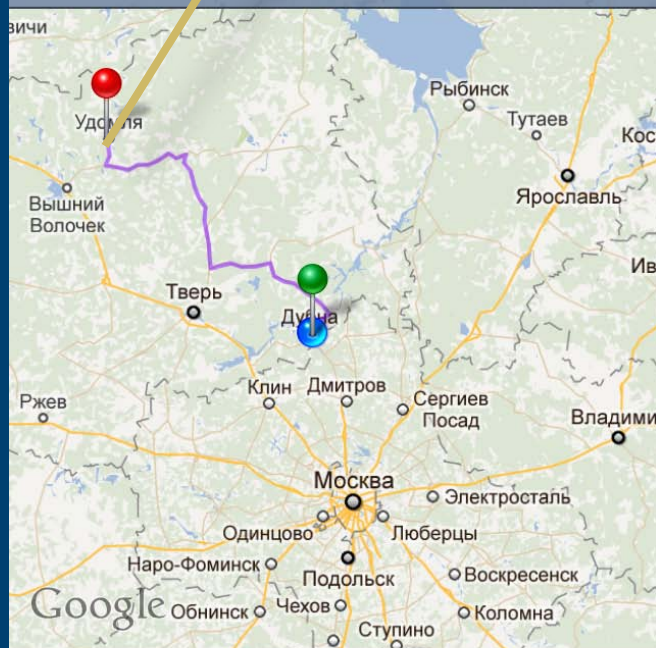 вичи
Рыбинск
Удомля
Тутаев
Кос
Ярославль
Вышний
Волочек
Ив
Тверь
Дубна
Клин
Дмитров
Ржев
Сергиев
Посад
Владими
Москва
Электросталь
Одинцово
Люберцы
Наро-Фоминск
Подольск
Воскресенск
Google
Обнинск
Чехов
Коломна
Ступино